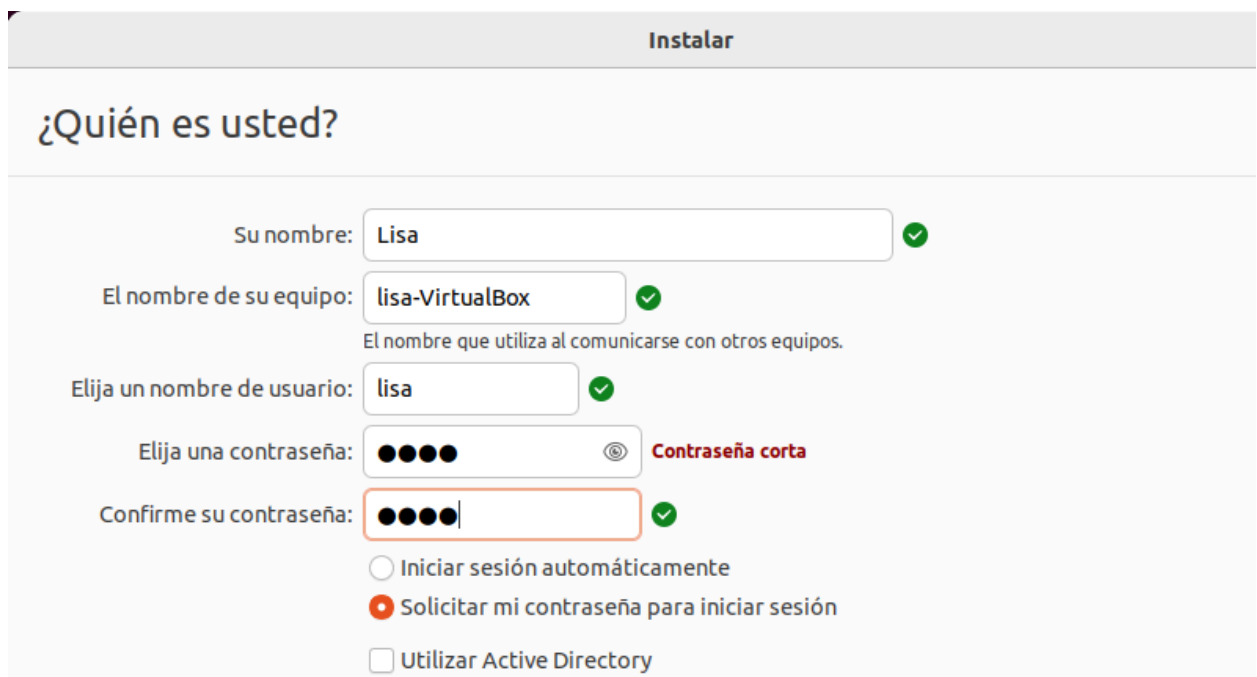 Instalar
¿Quién es usted?
Su nombre: Lisa
El nombre de su equipo: lisa-VirtualBox
El nombre que utiliza al comunicarse con otros equipos.
Elija un nombre de usuario: lisa
Elija una contraseña: ●●●● Contraseña corta
Confirme su contraseña: ●●●●
Iniciar sesión automáticamente
Solicitar mi contraseña para iniciar sesión
Utilizar Active Directory